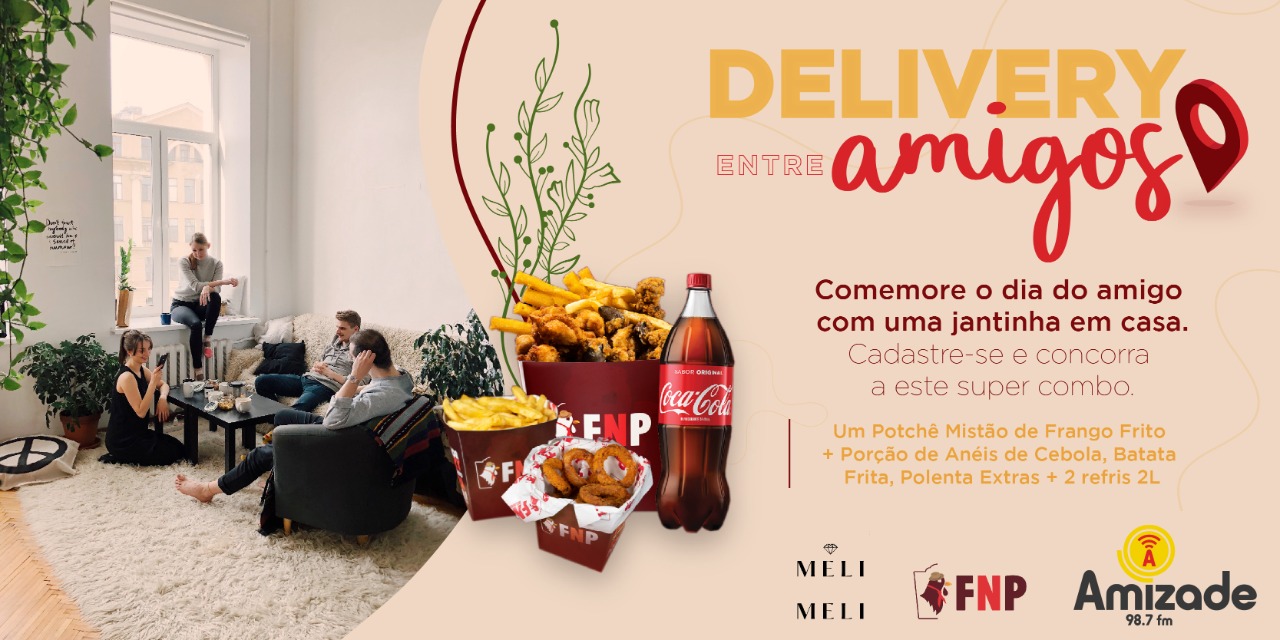 DELIVERY
ENTRE amigos
Comemore o dia do amigo
com uma jantinha em casa.
Cadastre-se e concorra
a este super combo.
Um Potchê Mistão de Frango Frito
+ Porção de Anéis de Cebola, Batata
Frita, Polenta Extras + 2 refris 2L
SABOR ORIGINAL
Coca-Cola
FNP
FNP
MELI
MELI
FNP
A
Amizade
98.7 fm